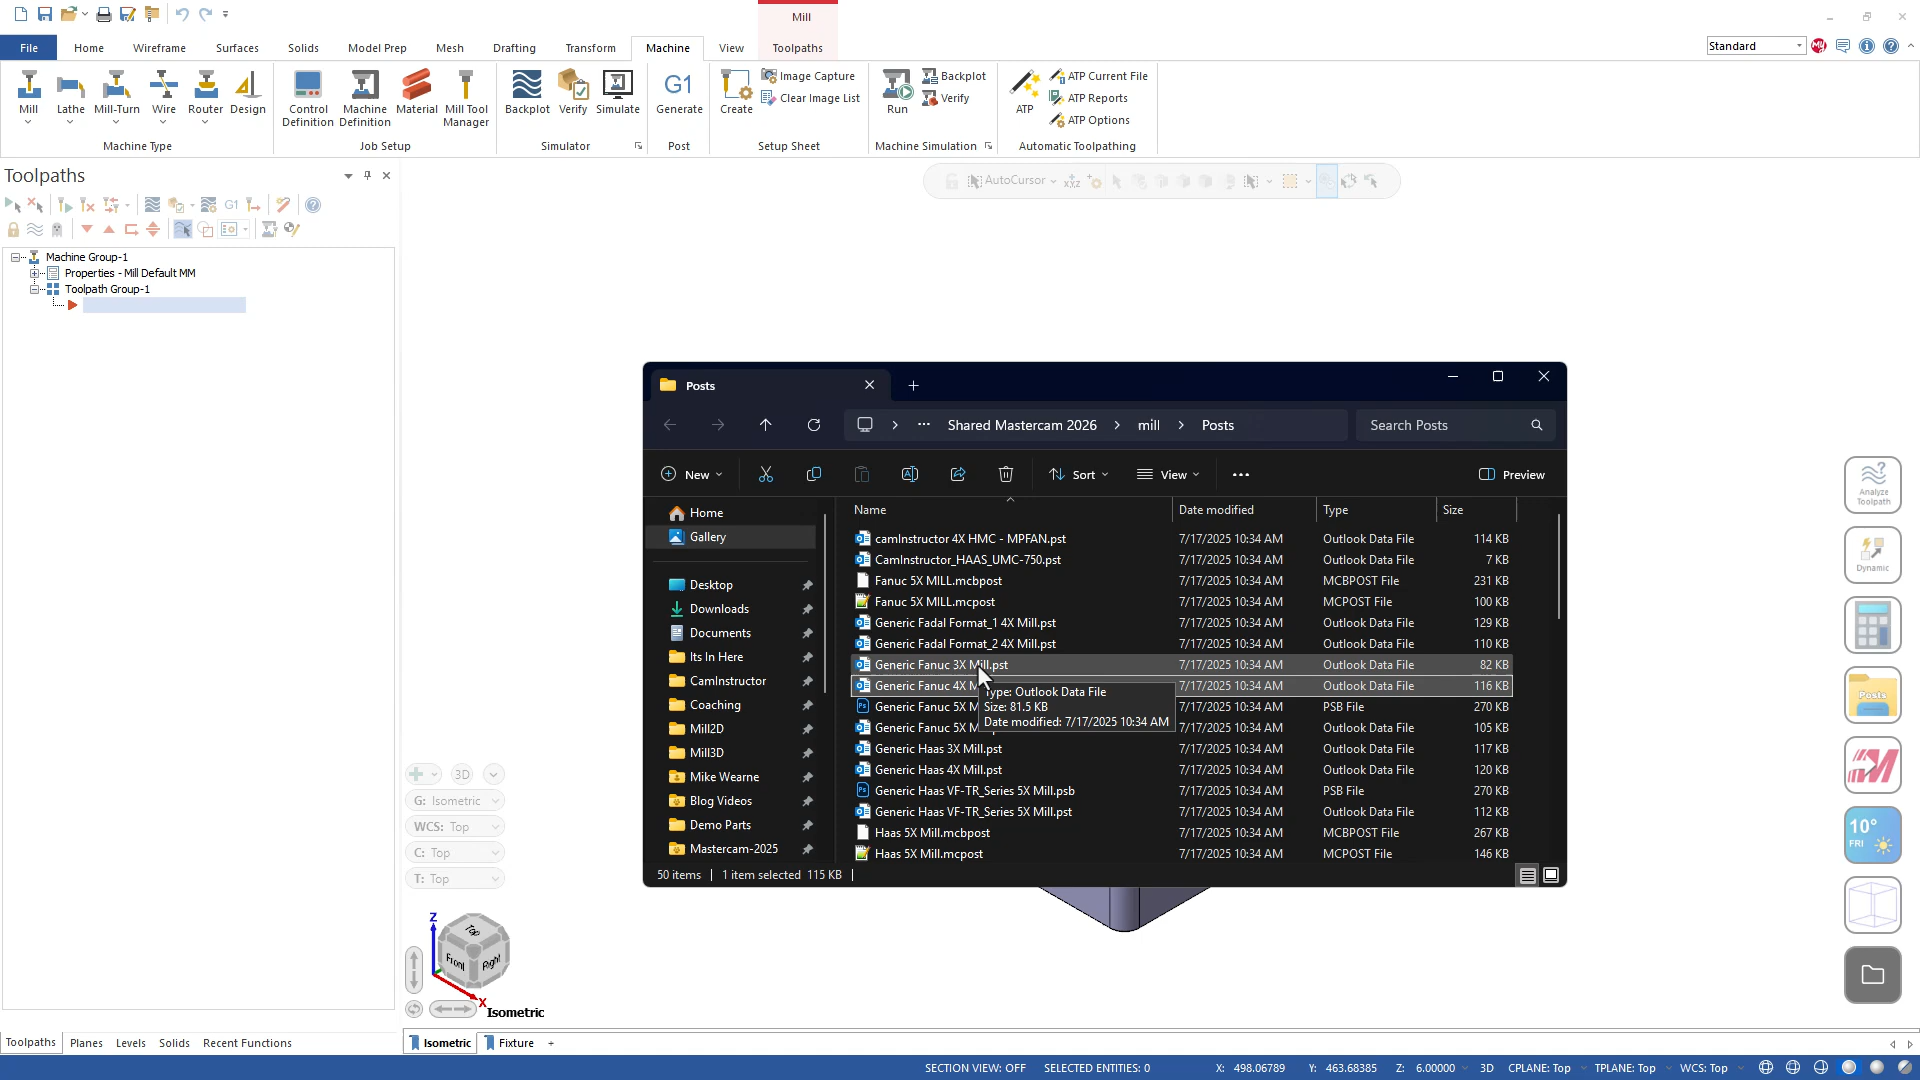 Mill
File
Home
Wireframe
Surfaces
Solids
Model Prep
Mesh
Drafting
Transform
Machine
View
Toolpaths
Standard
Mill
Lathe
Mill-Turn
Wire
Router
Design
Machine Type
Control Definition
Machine Definition
Material
Mill Tool Manager
Job Setup
Backplot
Verify
Simulate
Simulator
G1
Generate
Post
Create
Image Capture
Clear Image List
Setup Sheet
Run
Backplot
Verify
Machine Simulation
ATP
ATP Current File
ATP Reports
ATP Options
Automatic Toolpathing
Toolpaths
G1
AutoCursor
Machine Group-1
Properties - Mill Default MM
Toolpath Group-1
Posts
Shared Mastercam 2026
mill
Posts
Search Posts
New
Sort
View
Preview
Home
Gallery
Desktop
Downloads
Documents
Its In Here
CamInstructor
Coaching
Mill2D
Mill3D
Mike Wearne
Blog Videos
Demo Parts
Mastercam-2025
Name Date modified Type Size
camInstructor 4X HMC - MPFAN.pst 7/17/2025 10:34 AM Outlook Data File 114 KB
CamInstructor_HAAS_UMC-750.pst 7/17/2025 10:34 AM Outlook Data File 7 KB
Fanuc 5X MILL.mcbpost 7/17/2025 10:34 AM MCBPOST File 231 KB
Fanuc 5X MILL.mcpost 7/17/2025 10:34 AM MCPOST File 100 KB
Generic Fadal Format_1 4X Mill.pst 7/17/2025 10:34 AM Outlook Data File 129 KB
Generic Fadal Format_2 4X Mill.pst 7/17/2025 10:34 AM Outlook Data File 110 KB
Generic Fanuc 3X Mill.pst 7/17/2025 10:34 AM Outlook Data File 82 KB
Generic Fanuc 4X M 7/17/2025 10:34 AM Outlook Data File 116 KB
Generic Fanuc 5X M 7/17/2025 10:34 AM PSB File 270 KB
Generic Fanuc 5X M 7/17/2025 10:34 AM Outlook Data File 105 KB
Generic Haas 3X Mill.pst 7/17/2025 10:34 AM Outlook Data File 117 KB
Generic Haas 4X Mill.pst 7/17/2025 10:34 AM Outlook Data File 120 KB
Generic Haas VF-TR_Series 5X Mill.psb 7/17/2025 10:34 AM PSB File 270 KB
Generic Haas VF-TR_Series 5X Mill.pst 7/17/2025 10:34 AM Outlook Data File 112 KB
Haas 5X Mill.mcbpost 7/17/2025 10:34 AM MCBPOST File 267 KB
Haas 5X Mill.mcpost 7/17/2025 10:34 AM MCPOST File 146 KB
Type: Outlook Data File
Size: 81.5 KB
Date modified: 7/17/2025 10:34 AM
50 items 1 item selected 115 KB
Analyze
Toolpath
Dynamic
Posts
10°
FRI
3D
G: Isometric
WCS: Top
C: Top
T: Top
Z
Top
Front
Right
X
Isometric
Toolpaths Planes Levels Solids Recent Functions
Isometric Fixture +
SECTION VIEW: OFF SELECTED ENTITIES: 0 X: 498.06789 Y: 463.68385 Z: 6.00000 3D CPLANE: Top TPLANE: Top WCS: Top